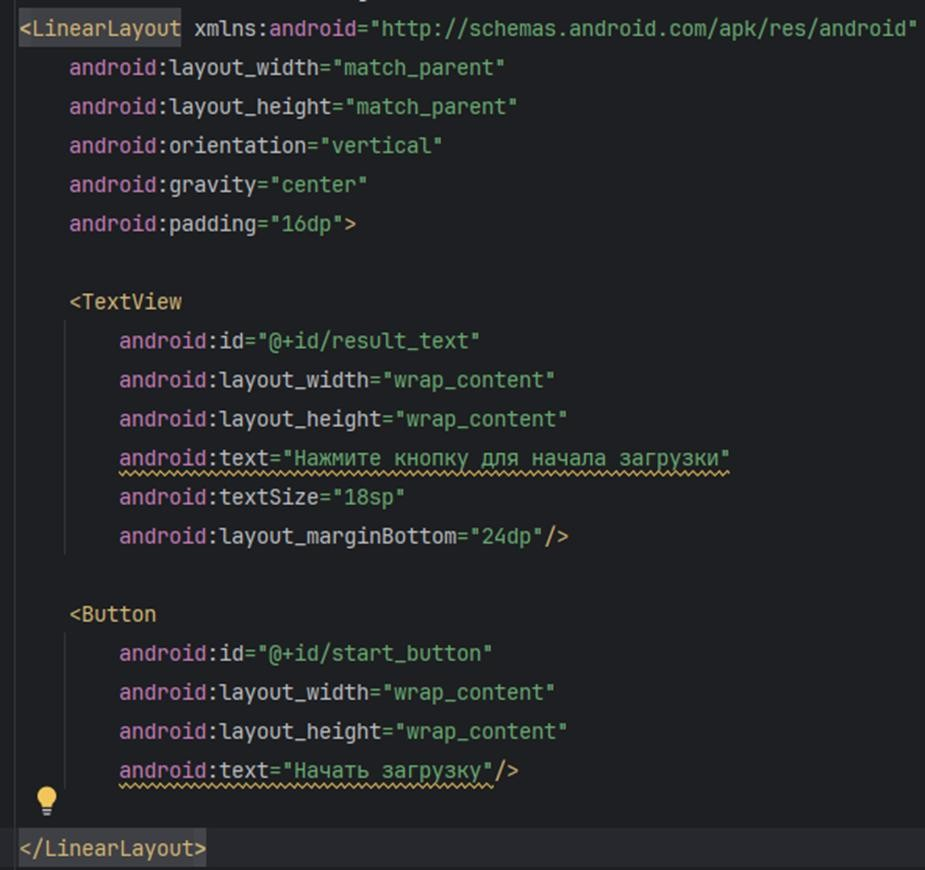 <LinearLayout xmlns:android="http://schemas.android.com/apk/res/android"
android:layout_width="match_parent"
android:layout_height="match_parent"
android:orientation="vertical"
android:gravity="center"
android:padding="16dp">
<TextView
android:id="@+id/result_text"
android:layout_width="wrap_content"
android:layout_height="wrap_content"
android:text="Нажмите кнопку для начала загрузки"
android:textSize="18sp"
android:layout_marginBottom="24dp"/>
<Button
android:id="@+id/start_button"
android:layout_width="wrap_content"
android:layout_height="wrap_content"
android:text="Начать загрузку"/>
</LinearLayout>